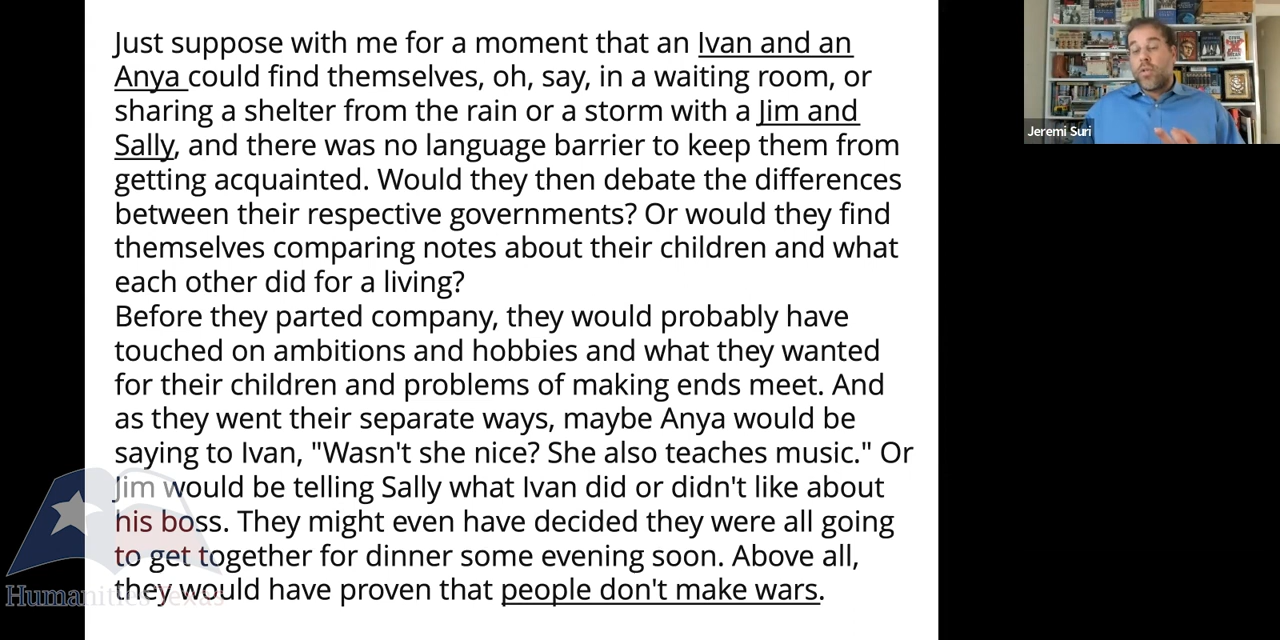 Just suppose with me for a moment that an Ivan and an
Anya could find themselves, oh, say, in a waiting room, or
sharing a shelter from the rain or a storm with a Jim and
Sally, and there was no language barrier to keep them from
getting acquainted. Would they then debate the differences
between their respective governments? Or would they find
themselves comparing notes about their children and what
each other did for a living?
Before they parted company, they would probably have
touched on ambitions and hobbies and what they wanted
for their children and problems of making ends meet. And
as they went their separate ways, maybe Anya would be
saying to Ivan, "Wasn't she nice? She also teaches music." Or
Jim would be telling Sally what Ivan did or didn't like about
his boss. They might even have decided they were all going
to get together for dinner some evening soon. Above all,
they would have proven that people don't make wars.
Humanities Texas
Jeremi Suri